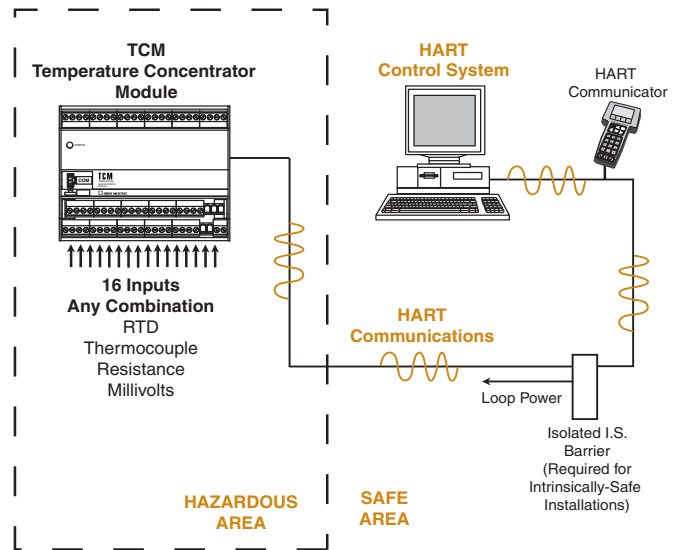 TCM
Temperature Concentrator
Module
COM
TCM
16 Inputs
Any Combination
RTD
Thermocouple
Resistance
Millivolts
HAZARDOUS
AREA
HART
Control System
HART
Communicator
HART
Communications
Loop Power
Isolated I.S.
Barrier
(Required for
Intrinsically-Safe
Installations)
SAFE
AREA